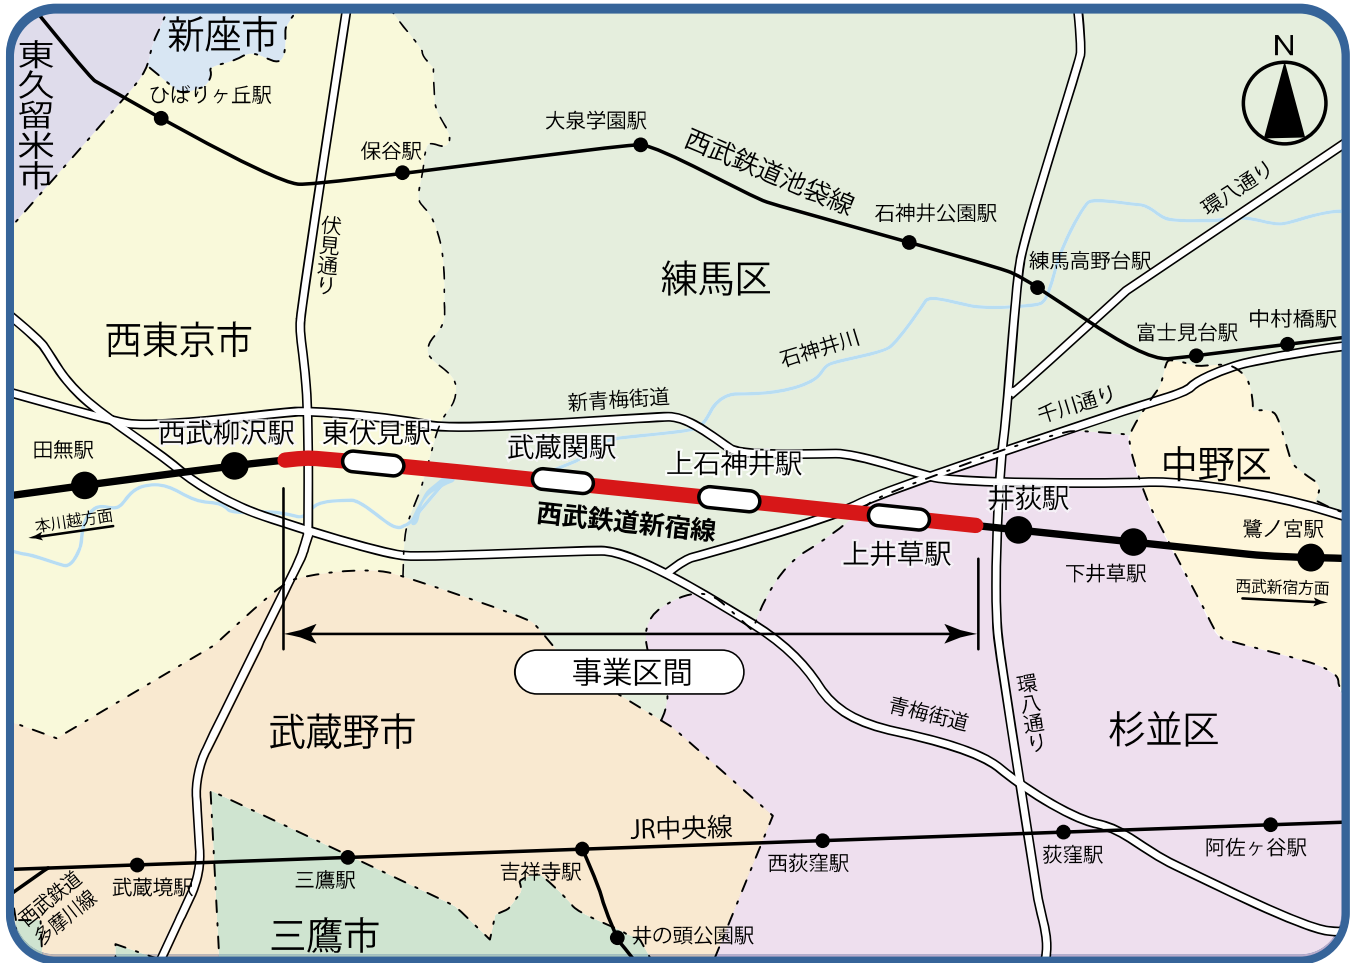 新座市
東久留米市
N
ひばりヶ丘駅
保谷駅
大泉学園駅
西武鉄道池袋線
石神井公園駅
環八通り
伏見通り
練馬区
練馬高野台駅
中村橋駅
富士見台駅
西東京市
石神井川
新青梅街道
千川通り
田無駅
西武柳沢駅
東伏見駅
武蔵関駅
上石神井駅
中野区
井荻駅
本川越方面
西武鉄道新宿線
上井草駅
下井草駅
鷺ノ宮駅
西武新宿方面
事業区間
武蔵野市
青梅街道
環八通り
杉並区
JR中央線
西荻窪駅
荻窪駅
阿佐ヶ谷駅
吉祥寺駅
三鷹駅
武蔵境駅
西武鉄道
多摩川線
三鷹市
井の頭公園駅